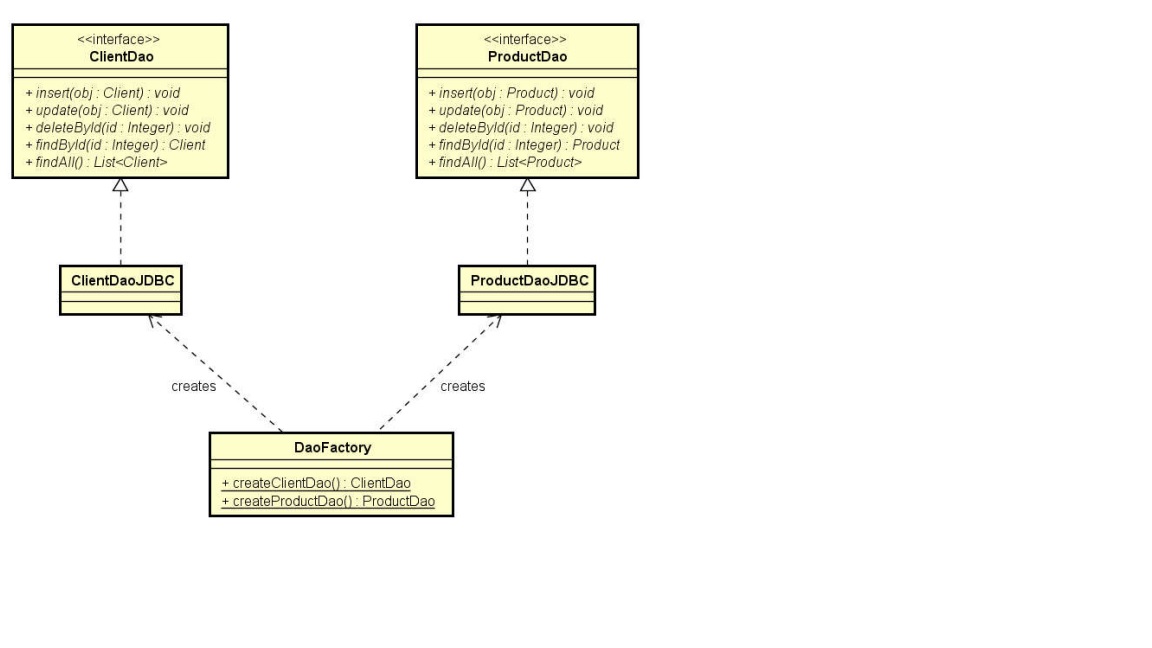 <<interface>>
ClientDao
+ insert(obj : Client) : void
+ update(obj : Client) : void
+ deleteById(id : Integer) : void
+ findById(id : Integer) : Client
+ findAll() : List<Client>
<<interface>>
ProductDao
+ insert(obj : Product) : void
+ update(obj : Product) : void
+ deleteById(id : Integer) : void
+ findById(id : Integer) : Product
+ findAll() : List<Product>
ClientDaoJDBC
ProductDaoJDBC
creates
creates
DaoFactory
+ createClientDao() : ClientDao
+ createProductDao() : ProductDao